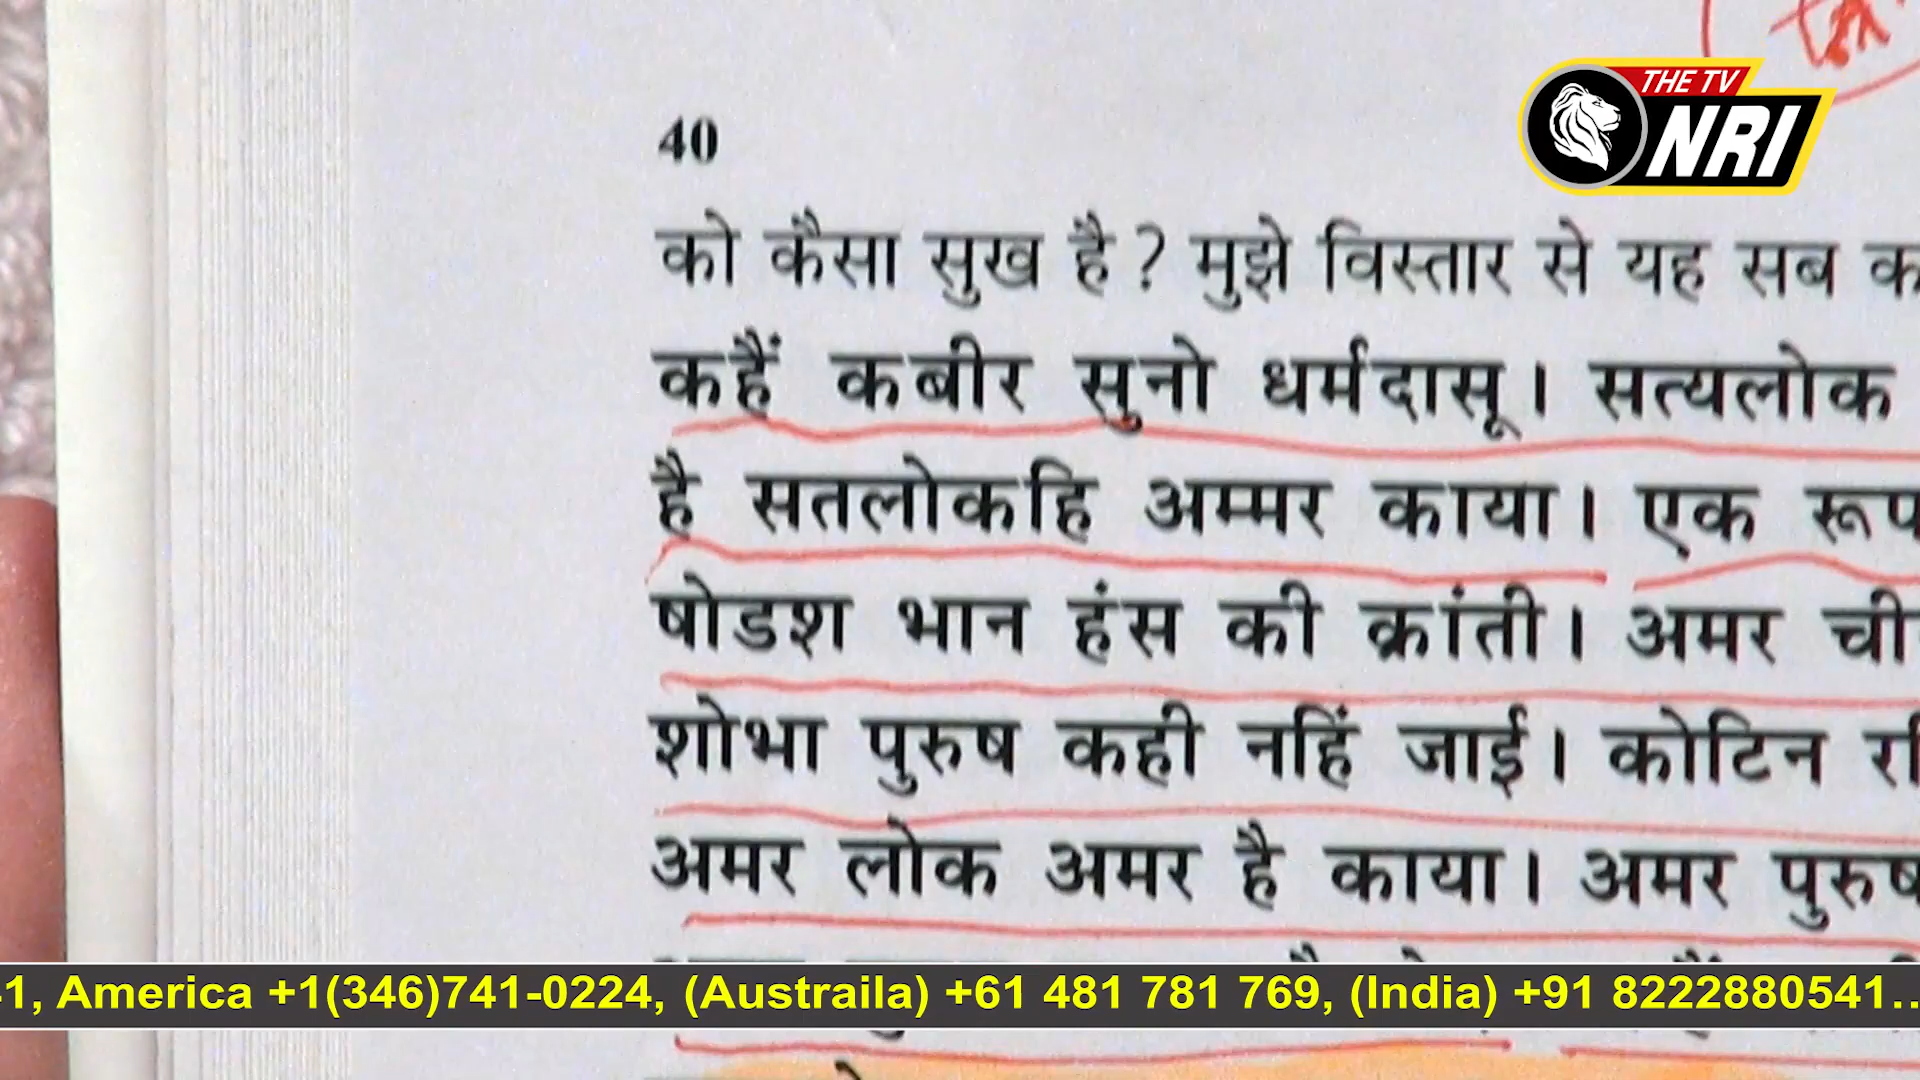 THE TV
NRI
40
को कैसा सुख है? मुझे विस्तार से यह सब
कहैं कबीर सुनो धर्मदासू। सत्यलोक
है सतलोकहि अम्मर काया। एक रूप
षोडश भान हंस की क्रांती। अमर
शोभा पुरुष कही नहिं जाई। कोटिन
अमर लोक अमर है काया। अमर पुरुष
America +1(346)741-0224, (Austraila) +61 481 781 769, (India) +91 8222880541..